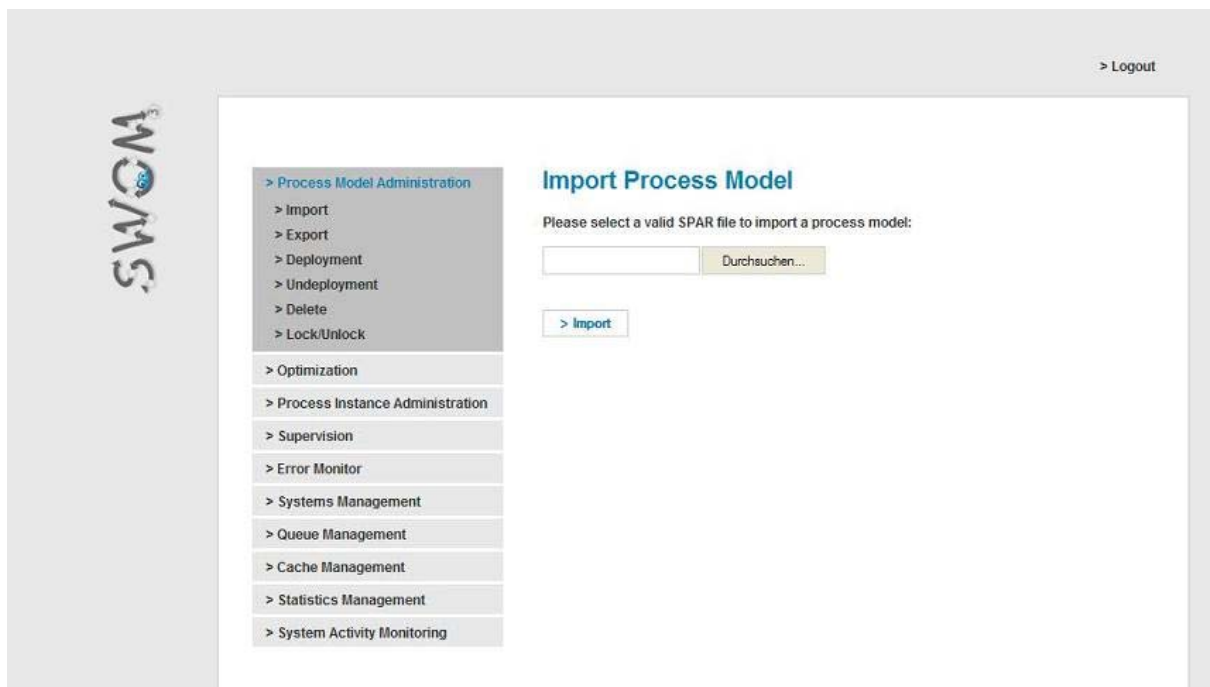 > Logout
SWOM
> Process Model Administration
> Import
> Export
> Deployment
> Undeployment
> Delete
> Lock/Unlock
> Optimization
> Process Instance Administration
> Supervision
> Error Monitor
> Systems Management
> Queue Management
> Cache Management
> Statistics Management
> System Activity Monitoring
Import Process Model
Please select a valid SPAR file to import a process model:
Durchsuchen...
> Import